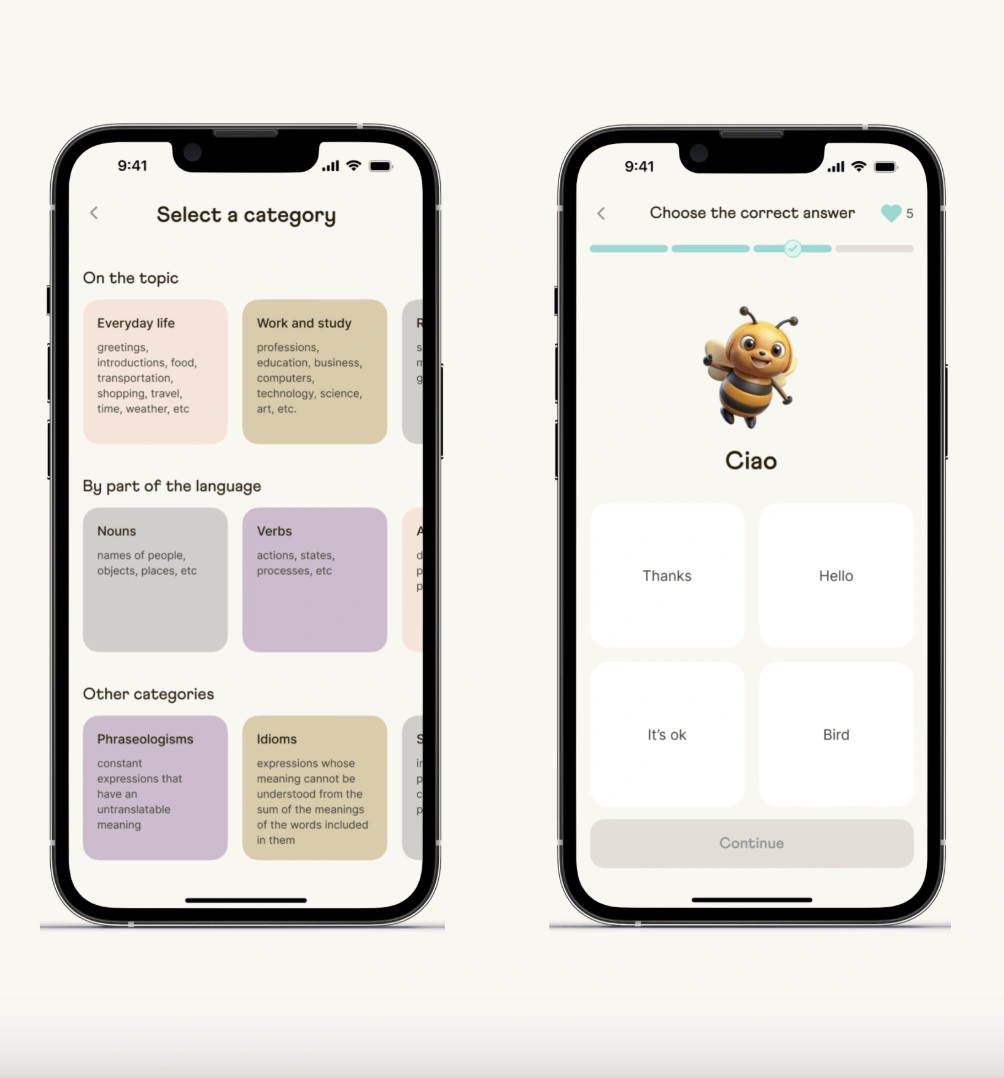 9:41
Select a category
On the topic
Everyday life
greetings,
introductions, food,
transportation,
shopping, travel,
time, weather, etc
Work and study
professions,
education, business,
computers,
technology, science,
art, etc.
By part of the language
Nouns
names of people,
objects, places, etc
Verbs
actions, states,
processes, etc
Other categories
Phraseologisms
constant
expressions that
have an
untranslatable
meaning
Idioms
expressions whose
meaning cannot be
understood from the
sum of the meanings
of the words included
in them
9:41
Choose the correct answer
5
Ciao
Thanks
Hello
It's ok
Bird
Continue